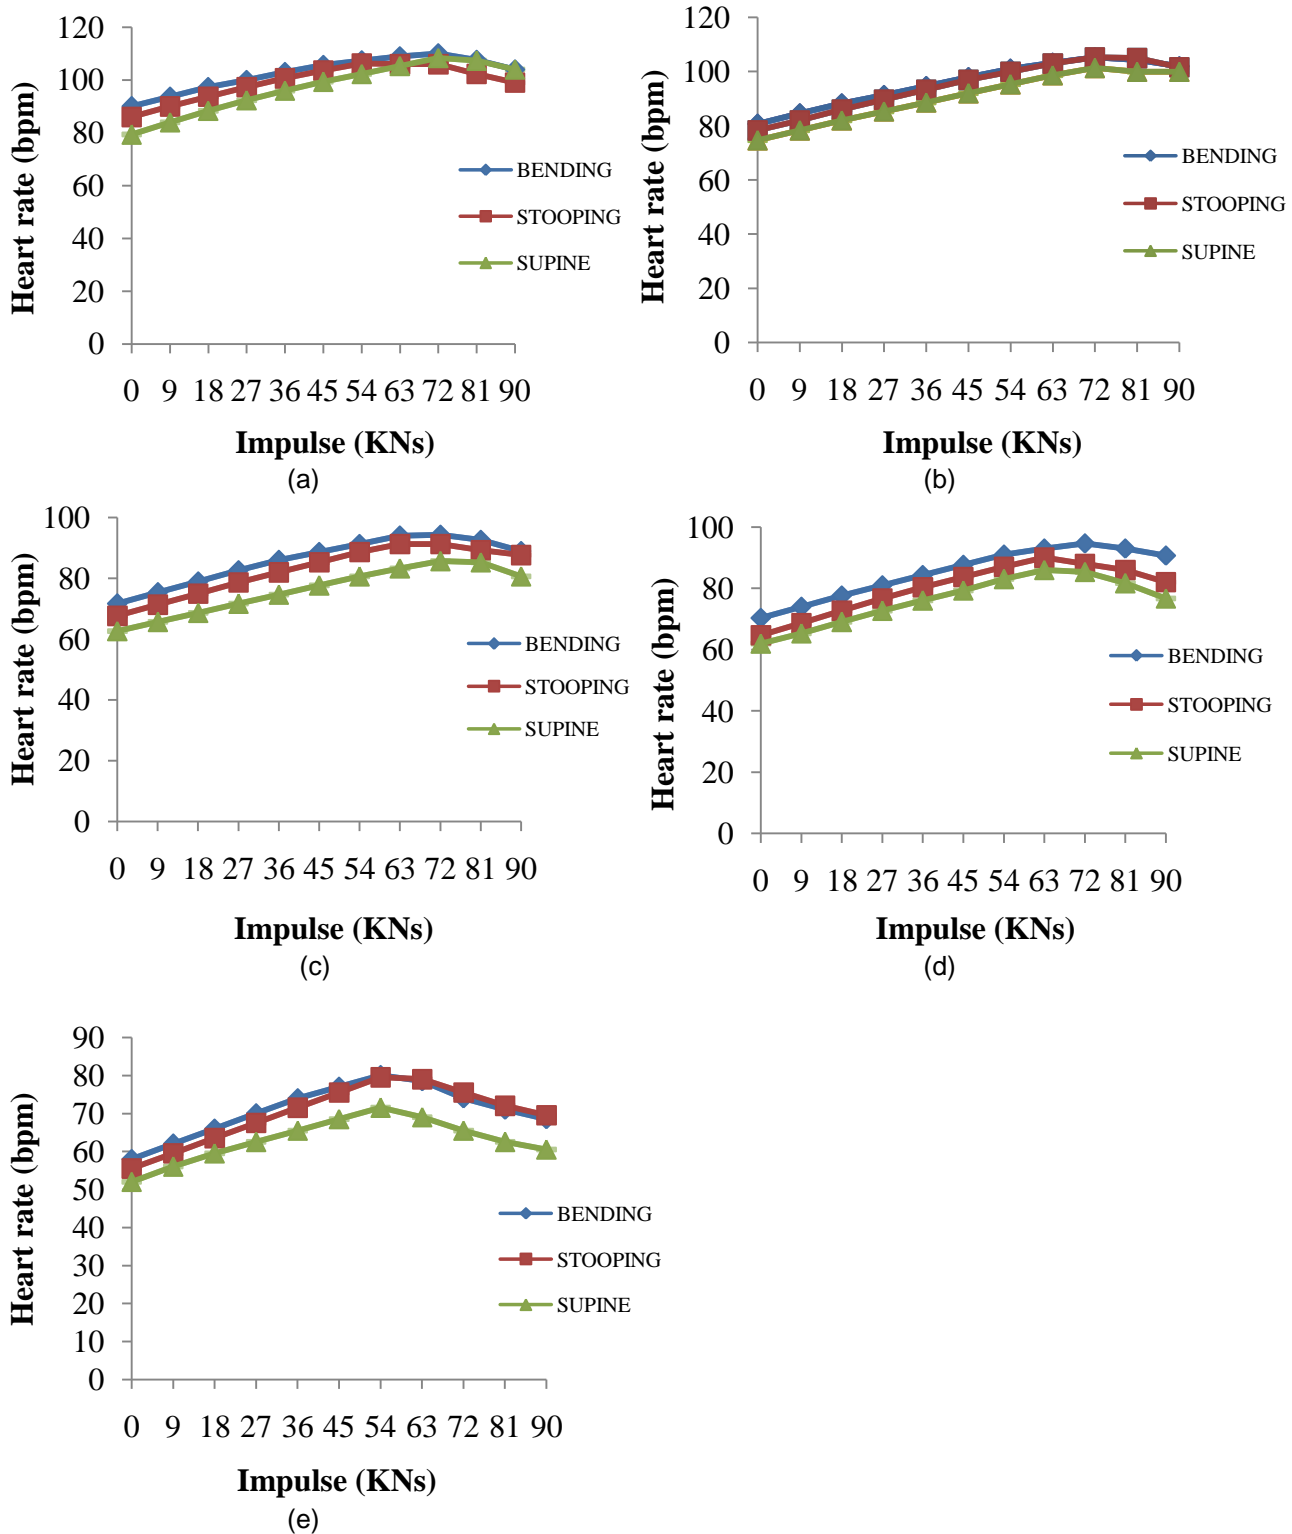 120
100
80
60
40
20
0
Heart rate (bpm)
BENDING
STOOPING
SUPINE
0 9 18 27 36 45 54 63 72 81 90
Impulse (KNs)
(a)
120
100
80
60
40
20
0
Heart rate (bpm)
BENDING
STOOPING
SUPINE
0 9 18 27 36 45 54 63 72 81 90
Impulse (KNs)
(b)
100
80
60
40
20
0
Heart rate (bpm)
BENDING
STOOPING
SUPINE
0 9 18 27 36 45 54 63 72 81 90
Impulse (KNs)
(c)
100
80
60
40
20
0
Heart rate (bpm)
BENDING
STOOPING
SUPINE
0 9 18 27 36 45 54 63 72 81 90
Impulse (KNs)
(d)
90
80
70
60
50
40
30
20
10
0
Heart rate (bpm)
BENDING
STOOPING
SUPINE
0 9 18 27 36 45 54 63 72 81 90
Impulse (KNs)
(e)